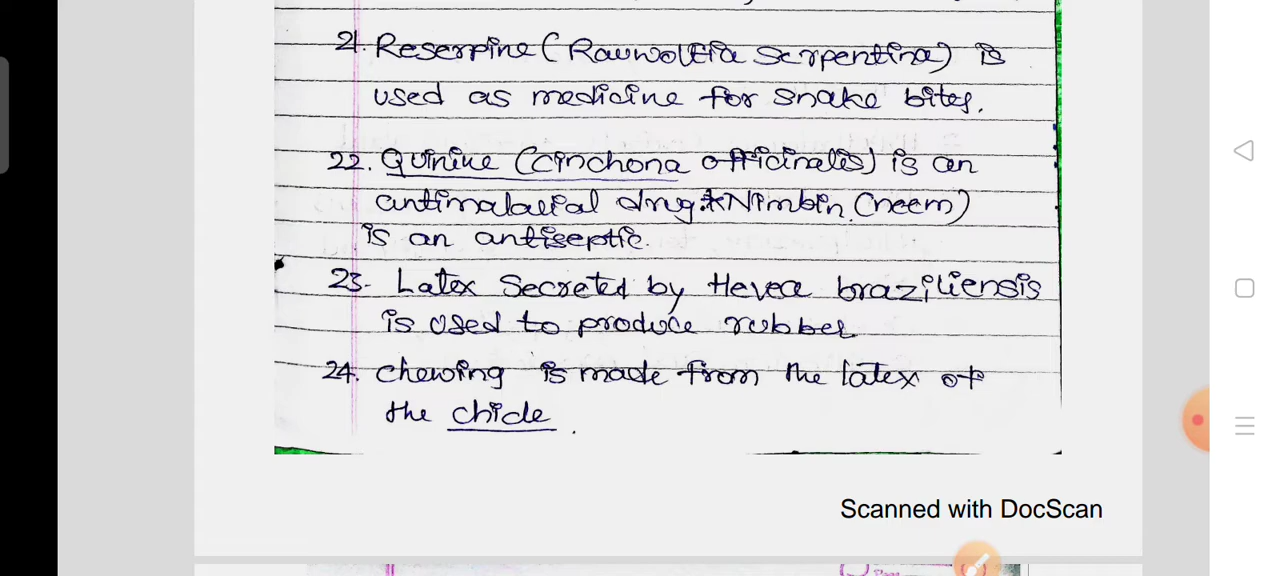 21. Reserpine (Rauwolfia Serpentina) is
used as medicine for snake bites.
22. Quinine (cinchona officinalis) is an
antimalarial drug.* Nimbin (neem)
is an antiseptic.
23. Latex Secreted by Hevea braziliensis
is used to produce rubber
24. chewing is made from the latex of
the chicle.
Scanned with DocScan